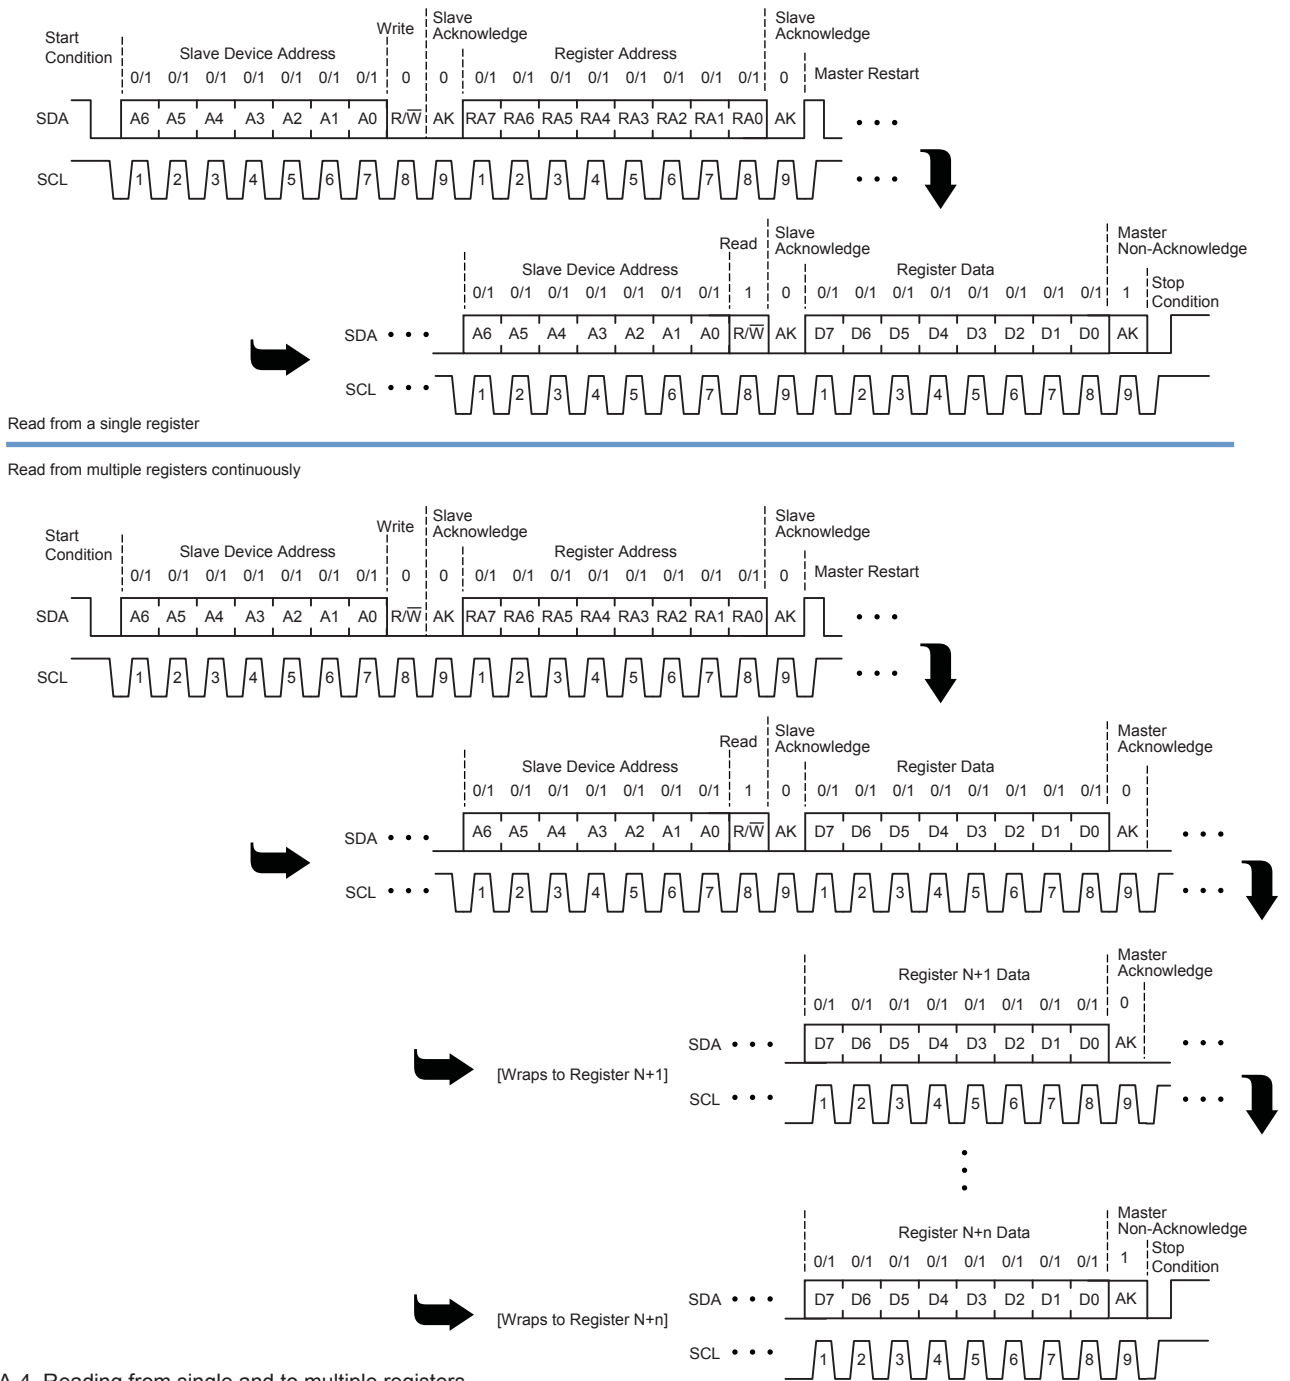 Start Condition
Slave Device Address
Write
Slave Acknowledge
Register Address
Slave Acknowledge
Master Restart
0/1 0/1 0/1 0/1 0/1 0/1 0/1 0 0 0/1 0/1 0/1 0/1 0/1 0/1 0/1 0/1 0
SDA A6 A5 A4 A3 A2 A1 A0 R/W̅ AK RA7 RA6 RA5 RA4 RA3 RA2 RA1 RA0 AK • • •
SCL 1 2 3 4 5 6 7 8 9 1 2 3 4 5 6 7 8 9 • • •
Slave Device Address
Read
Slave Acknowledge
Register Data
Master Non-Acknowledge
Stop Condition
0/1 0/1 0/1 0/1 0/1 0/1 0/1 1 0 0/1 0/1 0/1 0/1 0/1 0/1 0/1 0/1 1
SDA • • • A6 A5 A4 A3 A2 A1 A0 R/W̅ AK D7 D6 D5 D4 D3 D2 D1 D0 AK
SCL • • • 1 2 3 4 5 6 7 8 9 1 2 3 4 5 6 7 8 9
Read from a single register
Read from multiple registers continuously
Start Condition
Slave Device Address
Write
Slave Acknowledge
Register Address
Slave Acknowledge
Master Restart
0/1 0/1 0/1 0/1 0/1 0/1 0/1 0 0 0/1 0/1 0/1 0/1 0/1 0/1 0/1 0/1 0
SDA A6 A5 A4 A3 A2 A1 A0 R/W̅ AK RA7 RA6 RA5 RA4 RA3 RA2 RA1 RA0 AK • • •
SCL 1 2 3 4 5 6 7 8 9 1 2 3 4 5 6 7 8 9 • • •
Slave Device Address
Read
Slave Acknowledge
Register Data
Master Acknowledge
0/1 0/1 0/1 0/1 0/1 0/1 0/1 1 0 0/1 0/1 0/1 0/1 0/1 0/1 0/1 0/1 0
SDA • • • A6 A5 A4 A3 A2 A1 A0 R/W̅ AK D7 D6 D5 D4 D3 D2 D1 D0 AK • • •
SCL • • • 1 2 3 4 5 6 7 8 9 1 2 3 4 5 6 7 8 9 • • •
Register N+1 Data
Master Acknowledge
0/1 0/1 0/1 0/1 0/1 0/1 0/1 0/1 0
SDA • • • D7 D6 D5 D4 D3 D2 D1 D0 AK • • •
[Wraps to Register N+1]
SCL • • • 1 2 3 4 5 6 7 8 9 • • •
Register N+n Data
Master Non-Acknowledge
Stop Condition
0/1 0/1 0/1 0/1 0/1 0/1 0/1 0/1 1
SDA • • • D7 D6 D5 D4 D3 D2 D1 D0 AK
[Wraps to Register N+n]
SCL • • • 1 2 3 4 5 6 7 8 9